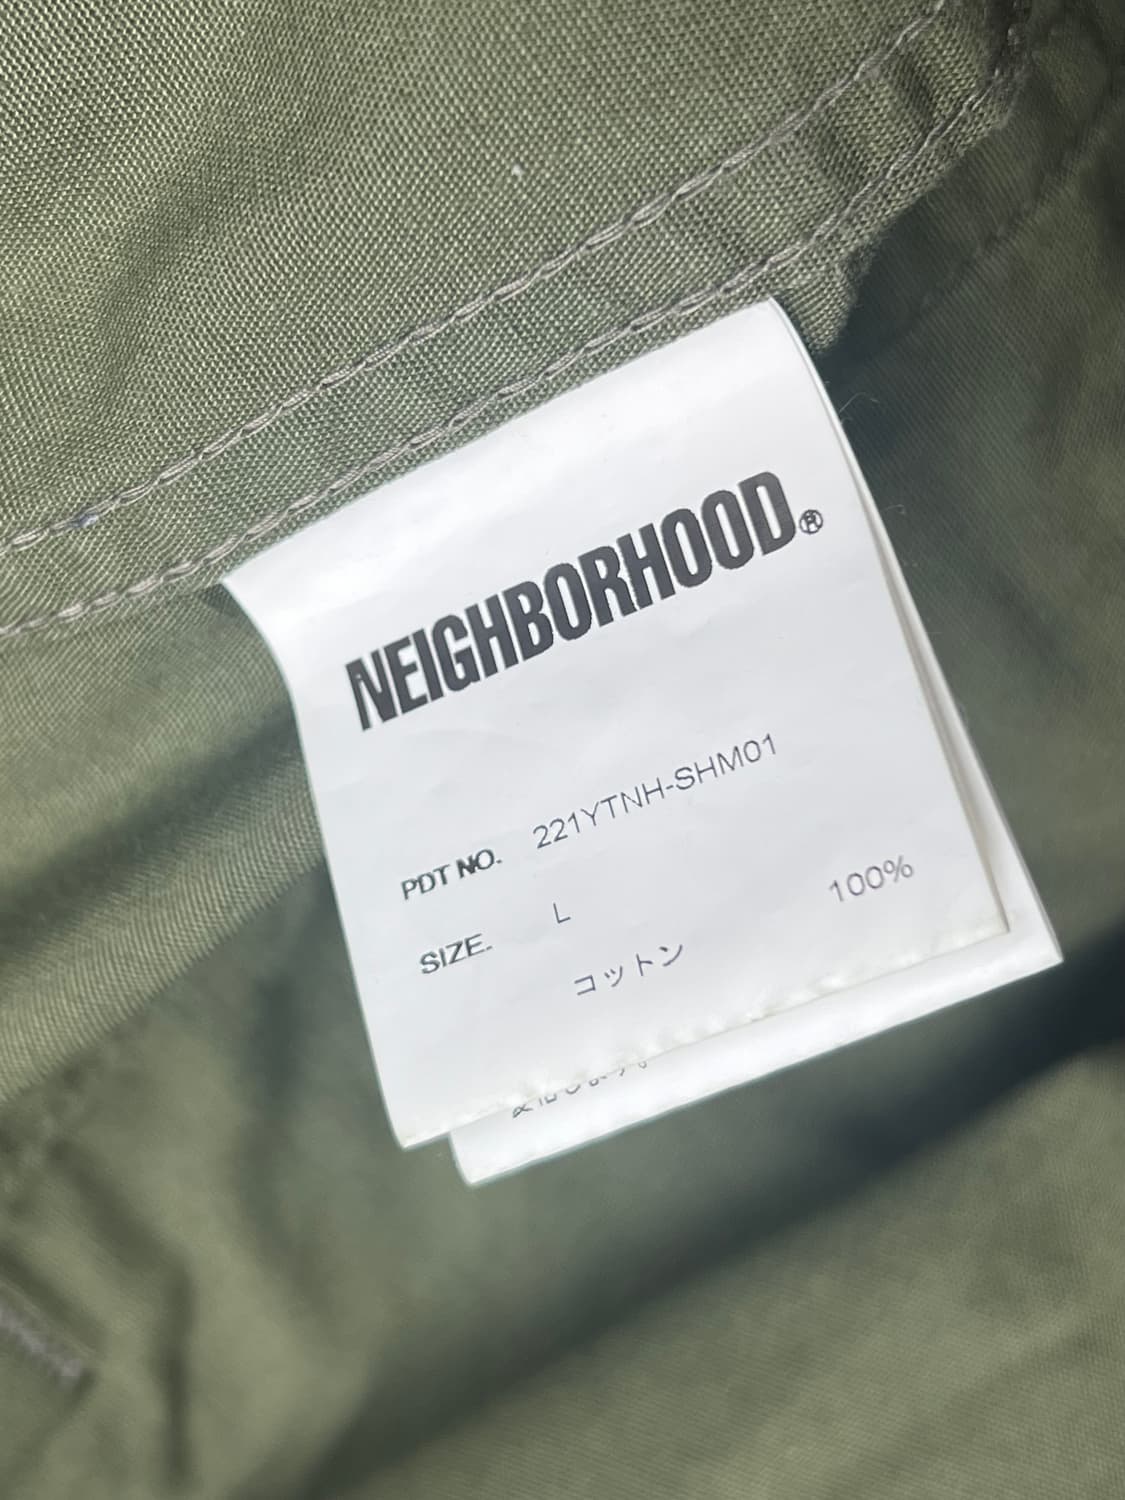 NEIGHBORHOOD®
PDT NO. 221YTNH-SHM01
SIZE. L
コットン 100%